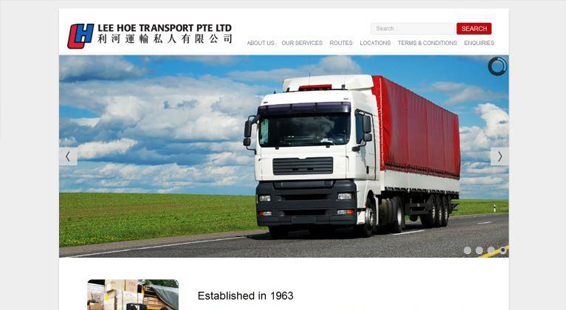 LEE HOE TRANSPORT PTE LTD
利河運輸私人有限公司
Search ...
SEARCH
ABOUT US OUR SERVICES ROUTES LOCATIONS TERMS & CONDITIONS ENQUIRIES
Established in 1963